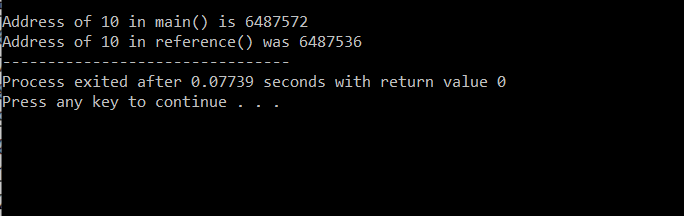 Address of 10 in main() is 6487572
Address of 10 in reference() was 6487536
--------------------------------
Process exited after 0.07739 seconds with return value 0
Press any key to continue . . .